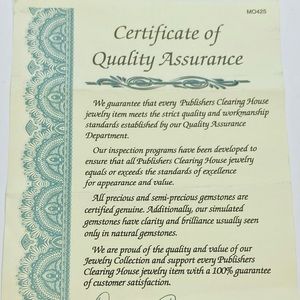 MO425
Certificate of
Quality Assurance
We guarantee that every Publishers Clearing House
jewelry item meets the strict quality and workmanship
standards established by our Quality Assurance
Department.
Our inspection programs have been developed to
ensure that all Publishers Clearing House jewelry
equals or exceeds the standards of excellence
for appearance and value.
All precious and semi-precious gemstones are
certified genuine. Additionally, our simulated
gemstones have clarity and brilliance usually seen
only in natural gemstones.
We are proud of the quality and value of our
Jewelry Collection and support every Publishers
Clearing House jewelry item with a 100% guarantee
of customer satisfaction.